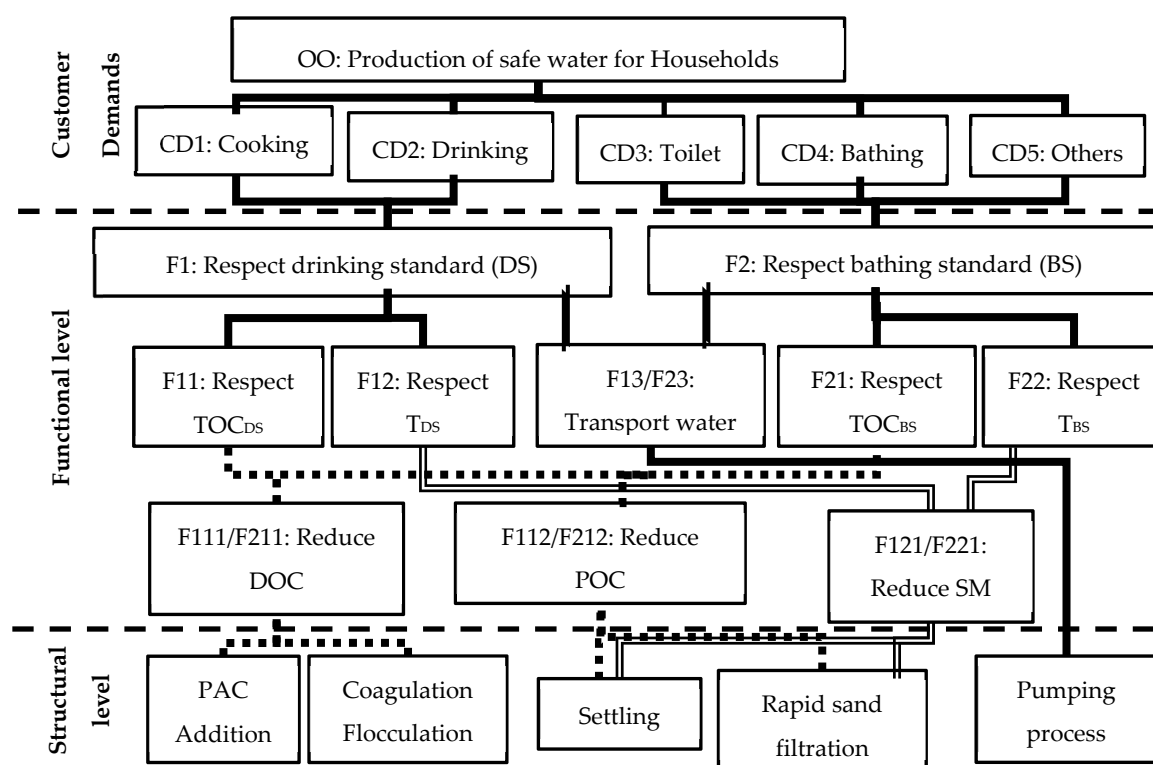 Customer
Demands
OO: Production of safe water for Households
CD1: Cooking
CD2: Drinking
CD3: Toilet
CD4: Bathing
CD5: Others
Functional level
F1: Respect drinking standard (DS)
F2: Respect bathing standard (BS)
F11: Respect
TOCDS
F12: Respect
TDS
F13/F23:
Transport water
F21: Respect
TOCBS
F22: Respect
TBS
F111/F211: Reduce
DOC
F112/F212: Reduce
POC
F121/F221:
Reduce SM
Structural
level
PAC
Addition
Coagulation
Flocculation
Settling
Rapid sand
filtration
Pumping
process